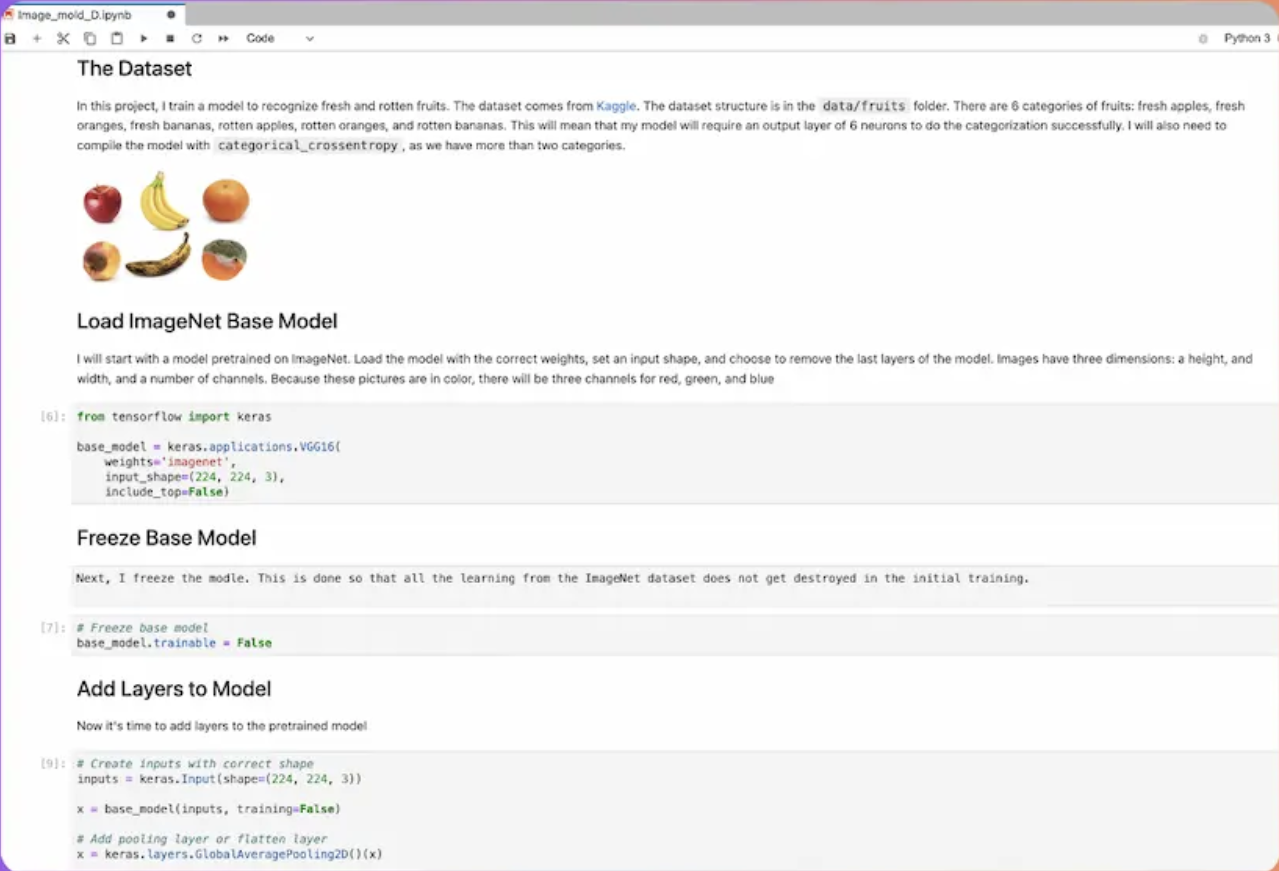 Image_mold_D.ipynb
Code
Python 3
The Dataset
In this project, I train a model to recognize fresh and rotten fruits. The dataset comes from Kaggle. The dataset structure is in the data/fruits folder. There are 6 categories of fruits: fresh apples, fresh
oranges, fresh bananas, rotten apples, rotten oranges, and rotten bananas. This will mean that my model will require an output layer of 6 neurons to do the categorization successfully. I will also need to
compile the model with categorical_crossentropy , as we have more than two categories.
Load ImageNet Base Model
I will start with a model pretrained on ImageNet. Load the model with the correct weights, set an input shape, and choose to remove the last layers of the model. Images have three dimensions: a height, and
width, and a number of channels. Because these pictures are in color, there will be three channels for red, green, and blue
[6]: from tensorflow import keras
base_model = keras.applications.VGG16(
weights='imagenet',
input_shape=(224, 224, 3),
include_top=False)
Freeze Base Model
Next, I freeze the modle. This is done so that all the learning from the ImageNet dataset does not get destroyed in the initial training.
[7]: # Freeze base model
base_model.trainable = False
Add Layers to Model
Now it's time to add layers to the pretrained model
[9]: # Create inputs with correct shape
inputs = keras.Input(shape=(224, 224, 3))
x = base_model(inputs, training=False)
# Add pooling layer or flatten layer
x = keras.layers.GlobalAveragePooling2D()(x)